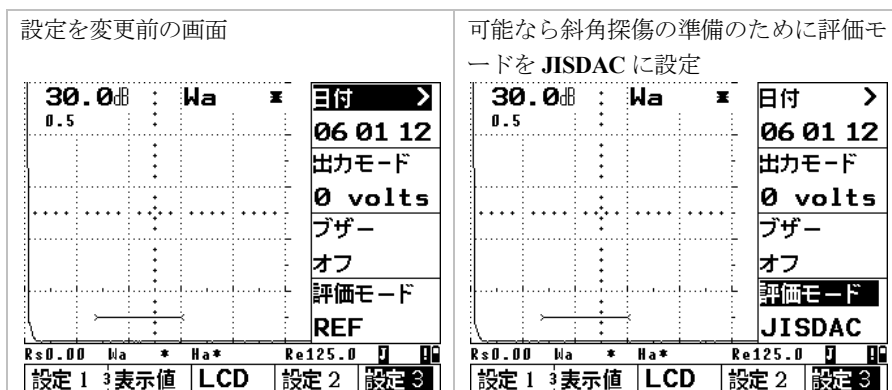 設定を変更前の画面
30.0dB : Wa
0.5
日付 >
06 01 12
出力モード
0 volts
ブザー
オフ
評価モード
REF
Rs0.00 Wa * Ha* Re125.0 J
設定 1 3 表示値 LCD 設定 2 設定 3
可能なら斜角探傷の準備のために評価モ
ードを JISDAC に設定
30.0dB : Wa
0.5
日付 >
06 01 12
出力モード
0 volts
ブザー
オフ
評価モード
JISDAC
Rs0.00 Wa * Ha* Re125.0 J
設定 1 3 表示値 LCD 設定 2 設定 3